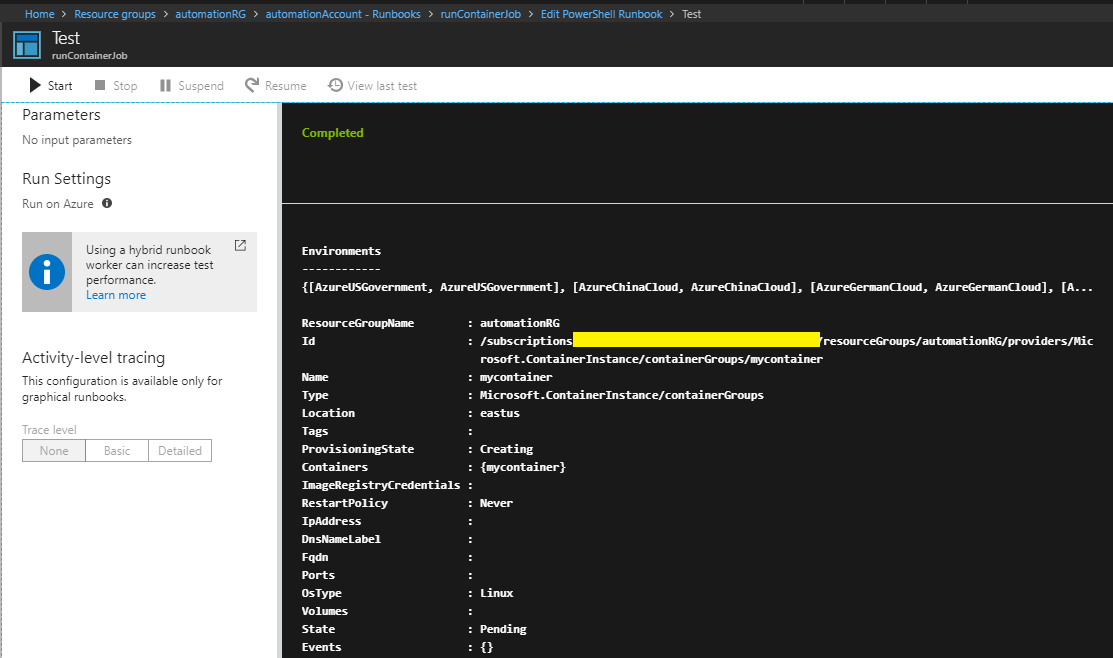 Home > Resource groups > automationRG > automationAccount - Runbooks > runContainerJob > Edit PowerShell Runbook > Test
Test
runContainerJob
Start Stop Suspend Resume View last test
Parameters
No input parameters
Run Settings
Run on Azure
Using a hybrid runbook
worker can increase test
performance.
Learn more
Activity-level tracing
This configuration is available only for
graphical runbooks.
Trace level
None Basic Detailed
Completed
Environments
------------
{[AzureUSGovernment, AzureUSGovernment], [AzureChinaCloud, AzureChinaCloud], [AzureGermanCloud, AzureGermanCloud], [A...
ResourceGroupName : automationRG
Id : /subscriptions /resourceGroups/automationRG/providers/Mic
rosoft.ContainerInstance/containerGroups/mycontainer
Name : mycontainer
Type : Microsoft.ContainerInstance/containerGroups
Location : eastus
Tags :
ProvisioningState : Creating
Containers : {mycontainer}
ImageRegistryCredentials :
RestartPolicy : Never
IpAddress :
DnsNameLabel :
Fqdn :
Ports :
OsType : Linux
Volumes :
State : Pending
Events : {}